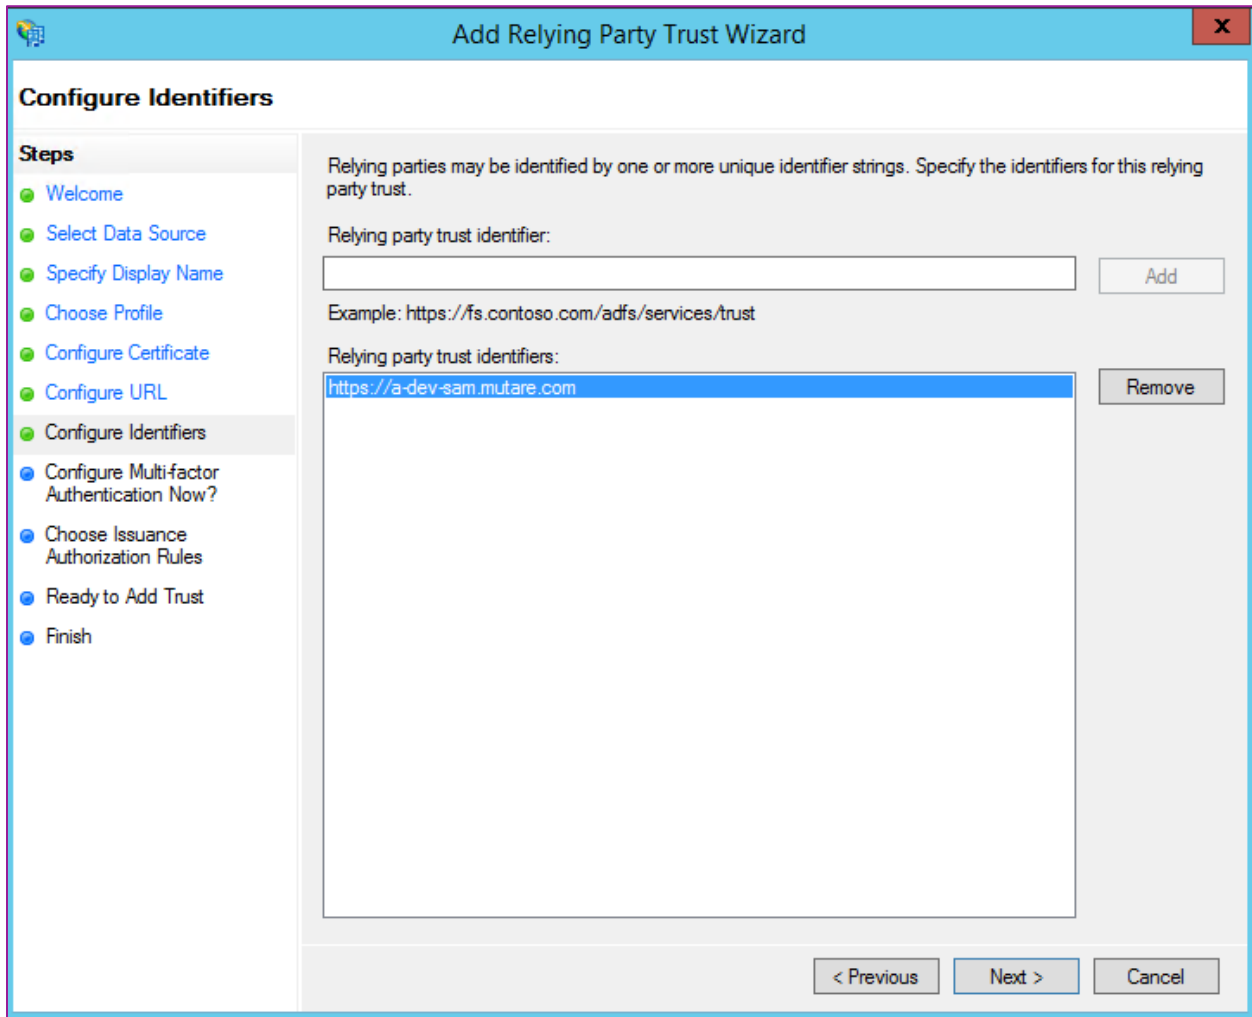 Add Relying Party Trust Wizard
x
Configure Identifiers
Steps
Welcome
Select Data Source
Specify Display Name
Choose Profile
Configure Certificate
Configure URL
Configure Identifiers
Configure Multi-factor
Authentication Now?
Choose Issuance
Authorization Rules
Ready to Add Trust
Finish
Relying parties may be identified by one or more unique identifier strings. Specify the identifiers for this relying
party trust.
Relying party trust identifier:
Add
Example: https://fs.contoso.com/adfs/services/trust
Relying party trust identifiers:
https://a-dev-sam.mutare.com
Remove
< Previous
Next >
Cancel